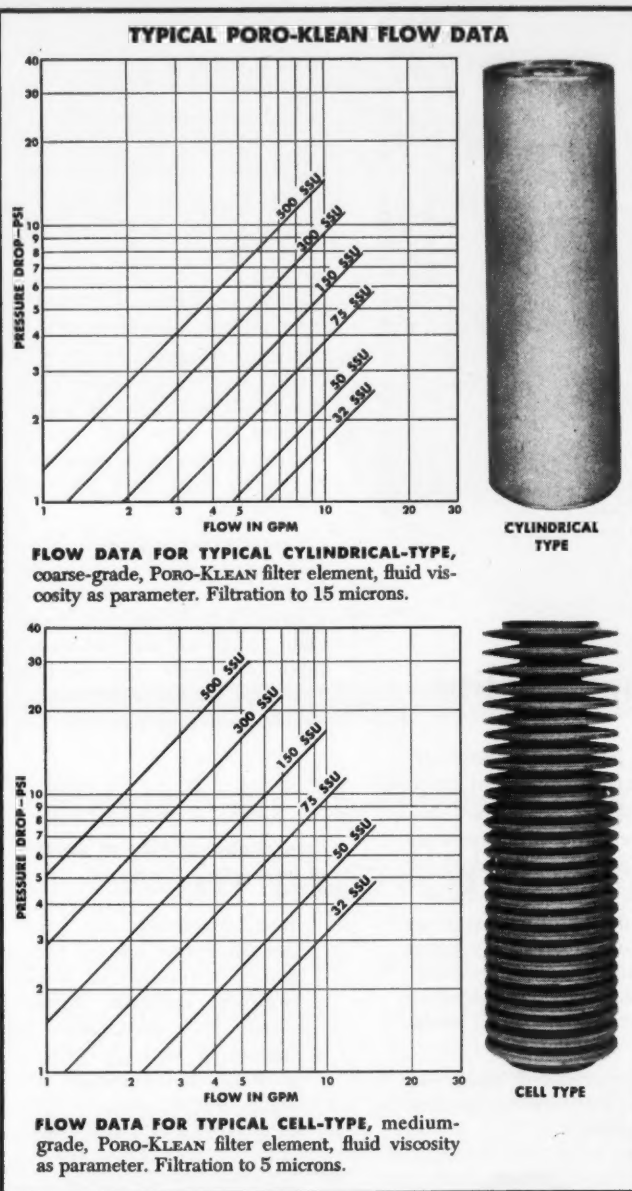 TYPICAL PORO-KLEAN FLOW DATA
40
30
20
10
9
8
7
6
5
4
3
2
1
PRESSURE DROP–PSI
500 SSU
300 SSU
150 SSU
75 SSU
50 SSU
32 SSU
1 2 3 4 5 10 20 30
FLOW IN GPM
CYLINDRICAL
TYPE
FLOW DATA FOR TYPICAL CYLINDRICAL-TYPE,
coarse-grade, PORO-KLEAN filter element, fluid vis-
cosity as parameter. Filtration to 15 microns.
40
30
20
10
9
8
7
6
5
4
3
2
1
PRESSURE DROP–PSI
500 SSU
300 SSU
150 SSU
75 SSU
50 SSU
32 SSU
1 2 3 4 5 10 20 30
FLOW IN GPM
CELL TYPE
FLOW DATA FOR TYPICAL CELL-TYPE, medium-
grade, PORO-KLEAN filter element, fluid viscosity
as parameter. Filtration to 5 microns.